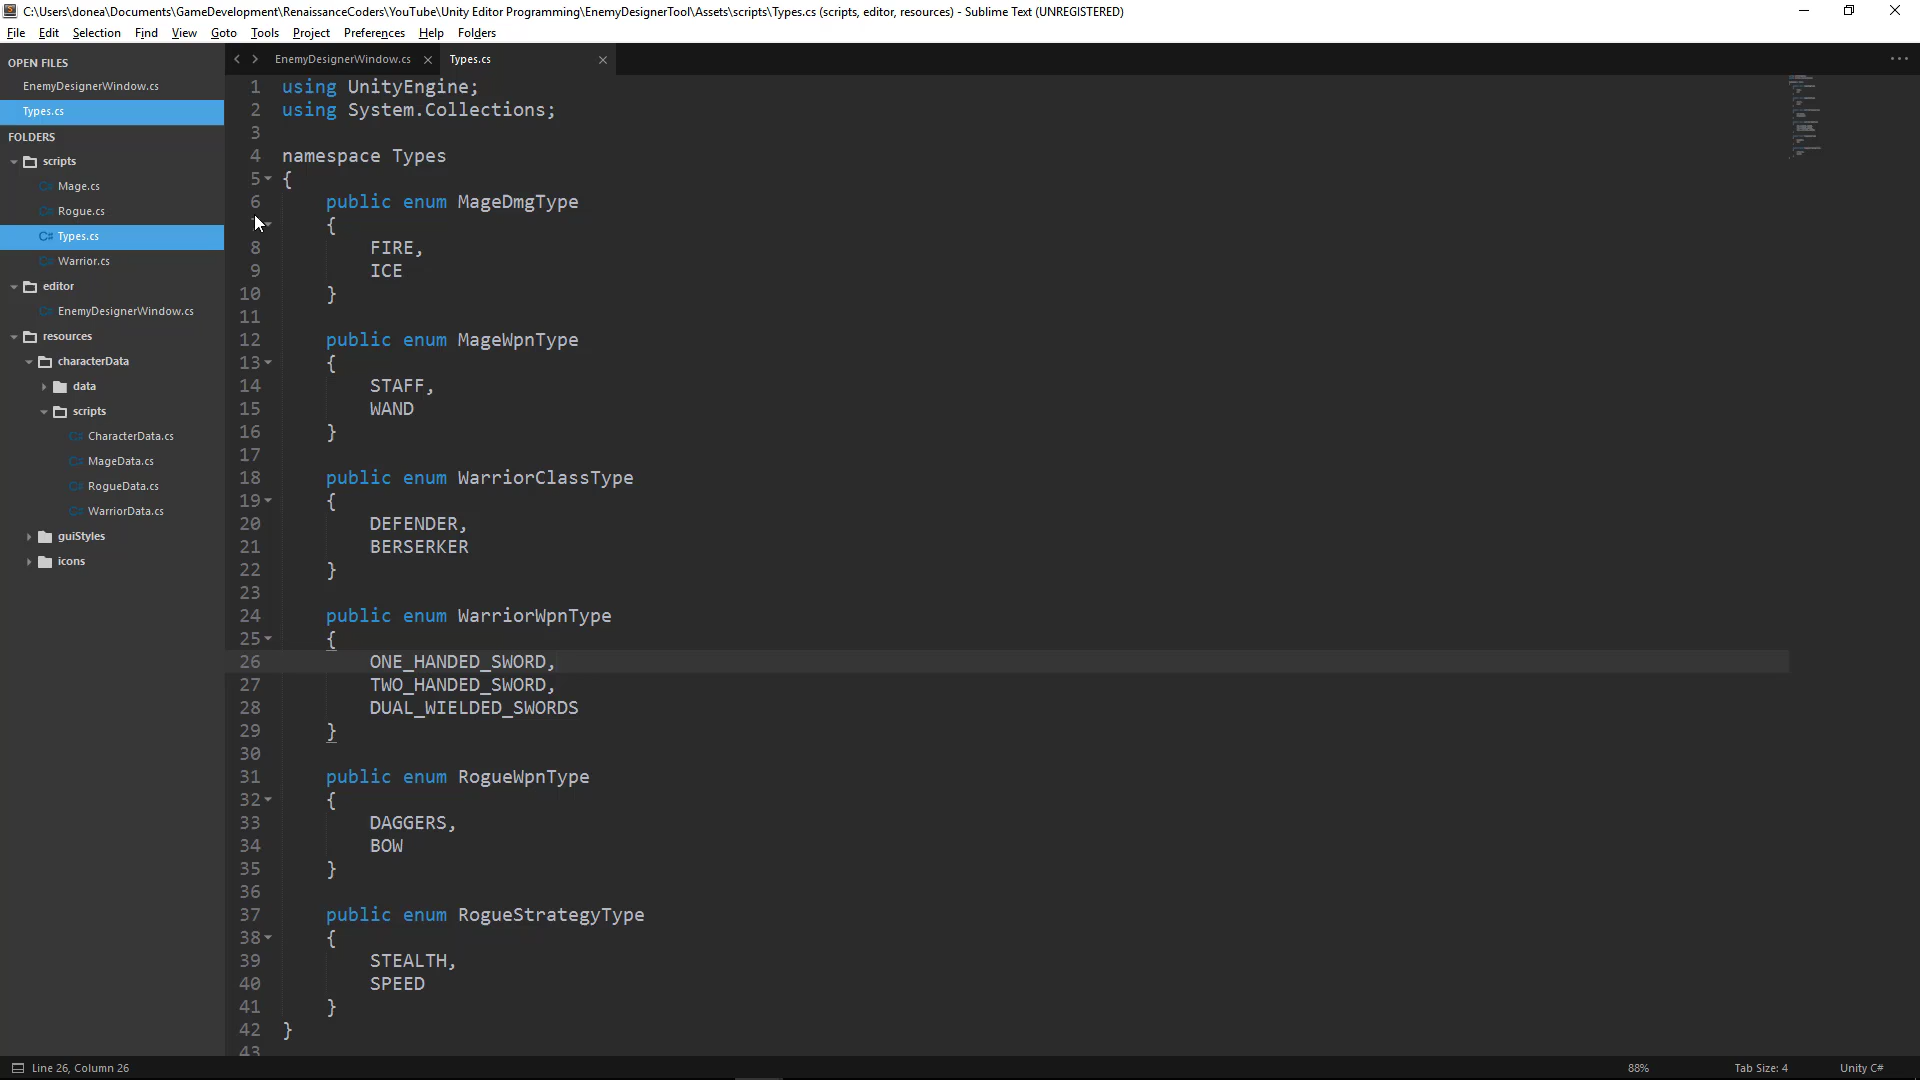 C:\Users\donea\Documents\GameDevelopment\RenaissanceCoders\YouTube\Unity Editor Programming\EnemyDesignerTool\Assets\scripts\Types.cs (scripts, editor, resources) - Sublime Text (UNREGISTERED)
File Edit Selection Find View Goto Tools Project Preferences Help Folders
OPEN FILES
EnemyDesignerWindow.cs
Types.cs
FOLDERS
scripts
C# Mage.cs
C# Rogue.cs
C# Types.cs
C# Warrior.cs
editor
C# EnemyDesignerWindow.cs
resources
characterData
data
scripts
C# CharacterData.cs
C# MageData.cs
C# RogueData.cs
C# WarriorData.cs
guiStyles
icons
EnemyDesignerWindow.cs Types.cs
1 using UnityEngine;
2 using System.Collections;
3
4 namespace Types
5 {
6 public enum MageDmgType
{
8 FIRE,
9 ICE
10 }
11
12 public enum MageWpnType
13 {
14 STAFF,
15 WAND
16 }
17
18 public enum WarriorClassType
19 {
20 DEFENDER,
21 BERSERKER
22 }
23
24 public enum WarriorWpnType
25 {
26 ONE_HANDED_SWORD,
27 TWO_HANDED_SWORD,
28 DUAL_WIELDED_SWORDS
29 }
30
31 public enum RogueWpnType
32 {
33 DAGGERS,
34 BOW
35 }
36
37 public enum RogueStrategyType
38 {
39 STEALTH,
40 SPEED
41 }
42 }
43
Line 26, Column 26
88% Tab Size: 4 Unity C#